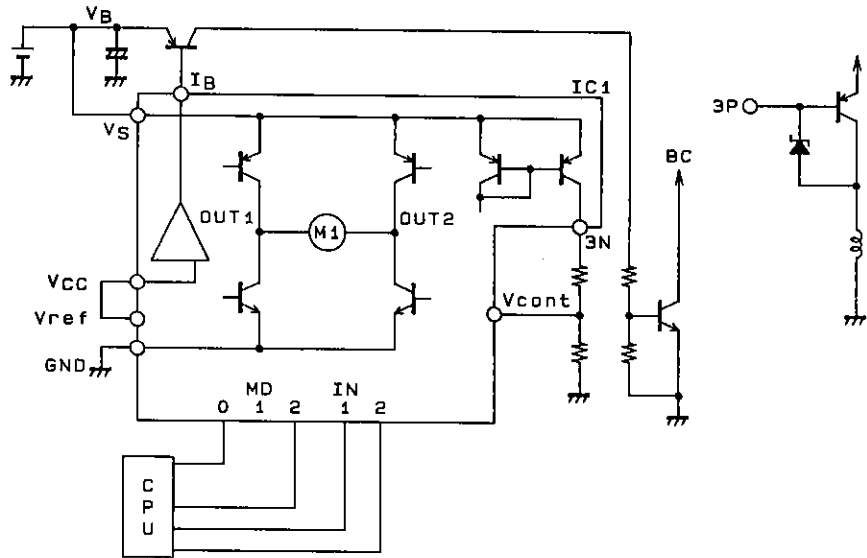 VB
IB
IC1
VS
3P
BC
OUT1
M1
OUT2
3N
VCC
Vcont
Vref
GND
MD IN
0 1 2 1 2
CPU